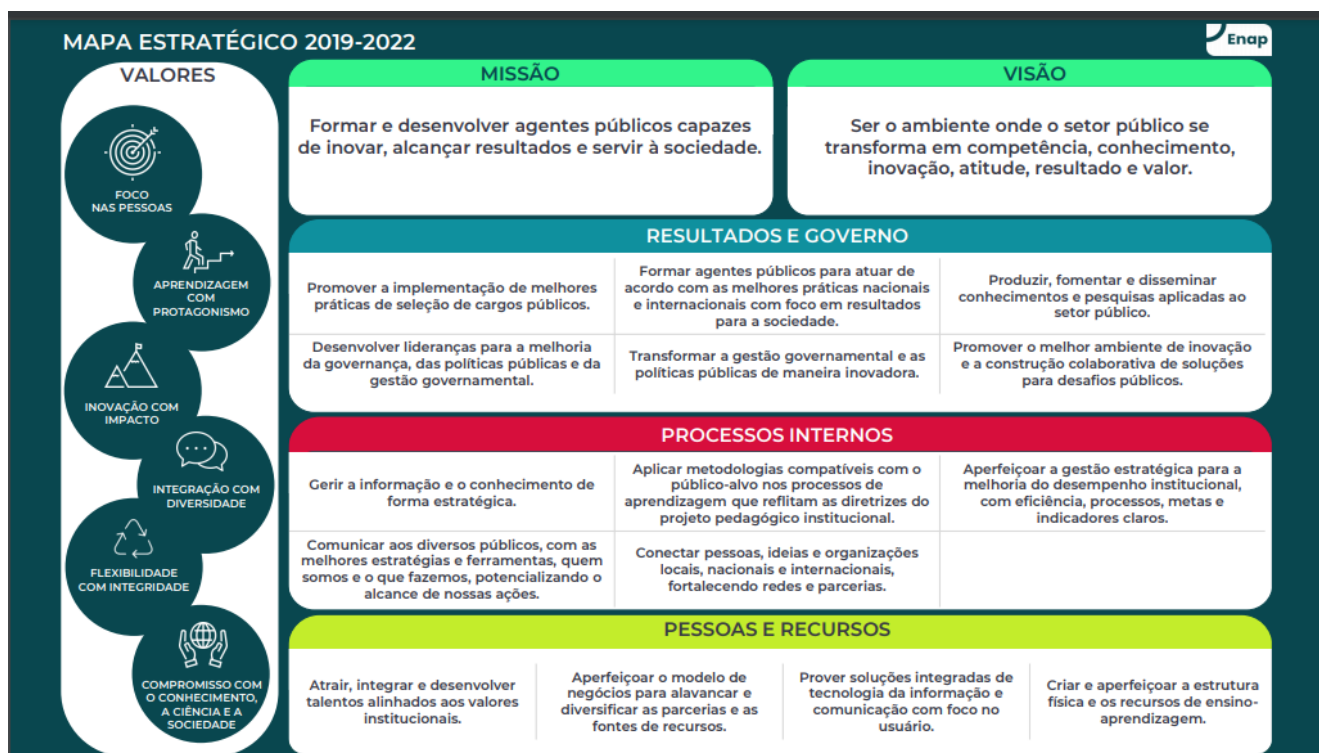 MAPA ESTRATÉGICO 2019-2022
Enap
VALORES
FOCO
NAS PESSOAS
APRENDIZAGEM
COM
PROTAGONISMO
INOVAÇÃO COM
IMPACTO
INTEGRAÇÃO COM
DIVERSIDADE
FLEXIBILIDADE
COM INTEGRIDADE
COMPROMISSO COM
O CONHECIMENTO,
A CIÊNCIA E A
SOCIEDADE
MISSÃO
Formar e desenvolver agentes públicos capazes
de inovar, alcançar resultados e servir à sociedade.
VISÃO
Ser o ambiente onde o setor público se
transforma em competência, conhecimento,
inovação, atitude, resultado e valor.
RESULTADOS E GOVERNO
Promover a implementação de melhores
práticas de seleção de cargos públicos.
Formar agentes públicos para atuar de
acordo com as melhores práticas nacionais
e internacionais com foco em resultados
para a sociedade.
Produzir, fomentar e disseminar
conhecimentos e pesquisas aplicadas ao
setor público.
Desenvolver lideranças para a melhoria
da governança, das políticas públicas e da
gestão governamental.
Transformar a gestão governamental e as
políticas públicas de maneira inovadora.
Promover o melhor ambiente de inovação
e a construção colaborativa de soluções
para desafios públicos.
PROCESSOS INTERNOS
Gerir a informação e o conhecimento de
forma estratégica.
Aplicar metodologias compatíveis com o
público-alvo nos processos de
aprendizagem que reflitam as diretrizes do
projeto pedagógico institucional.
Aperfeiçoar a gestão estratégica para a
melhoria do desempenho institucional,
com eficiência, processos, metas e
indicadores claros.
Comunicar aos diversos públicos, com as
melhores estratégias e ferramentas, quem
somos e o que fazemos, potencializando o
alcance de nossas ações.
Conectar pessoas, ideias e organizações
locais, nacionais e internacionais,
fortalecendo redes e parcerias.
PESSOAS E RECURSOS
Atrair, integrar e desenvolver
talentos alinhados aos valores
institucionais.
Aperfeiçoar o modelo de
negócios para alavancar e
diversificar as parcerias e as
fontes de recursos.
Prover soluções integradas de
tecnologia da informação e
comunicação com foco no
usuário.
Criar e aperfeiçoar a estrutura
física e os recursos de ensino-
aprendizagem.